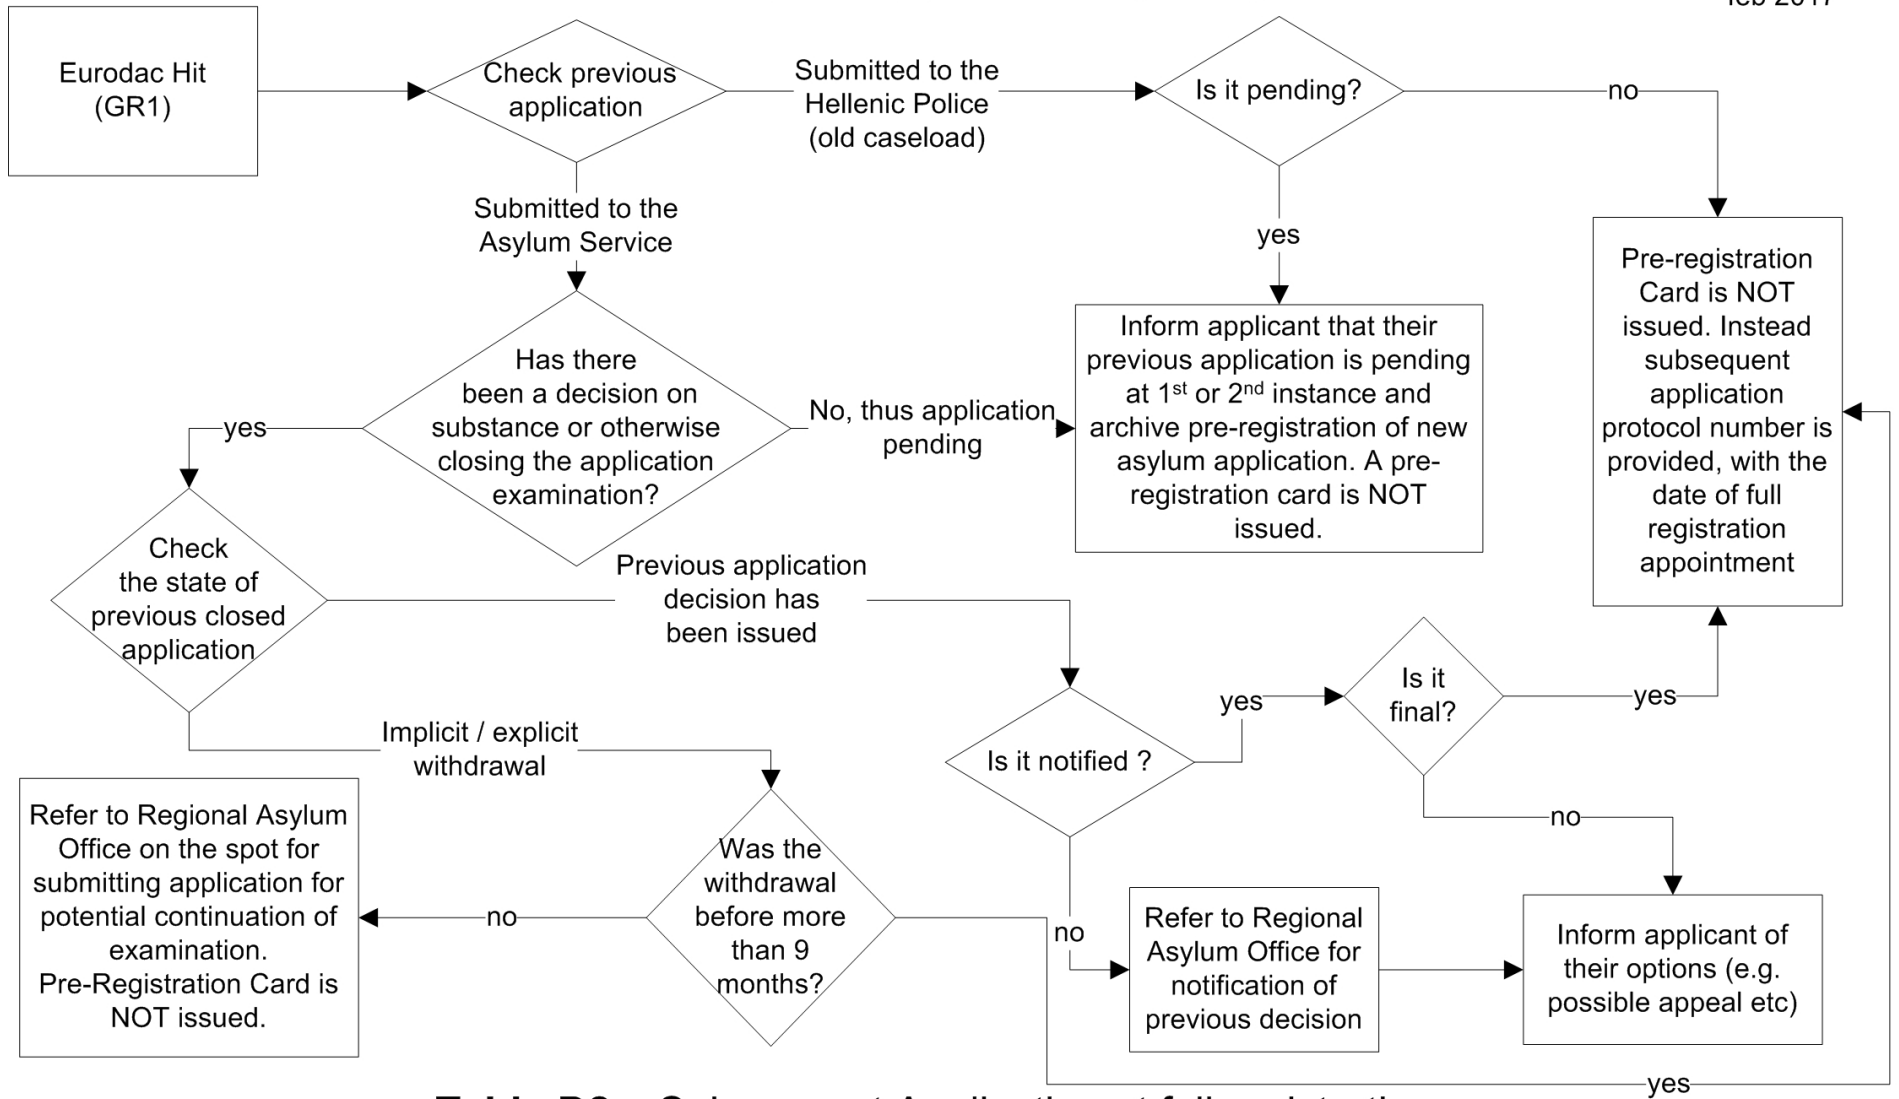 feb 2017
Eurodac Hit
(GR1)
Check previous
application
Submitted to the
Hellenic Police
(old caseload)
Is it pending?
no
Submitted to the
Asylum Service
yes
Pre-registration
Card is NOT
issued. Instead
subsequent
application
protocol number is
provided, with the
date of full
registration
appointment
Has there
been a decision on
substance or otherwise
closing the application
examination?
No, thus application
pending
Inform applicant that their
previous application is pending
at 1st or 2nd instance and
archive pre-registration of new
asylum application. A pre-
registration card is NOT
issued.
yes
Check
the state of
previous closed
application
Previous application
decision has
been issued
Is it notified ?
yes
Is it
final?
yes
no
Implicit / explicit
withdrawal
Refer to Regional Asylum
Office on the spot for
submitting application for
potential continuation of
examination.
Pre-Registration Card is
NOT issued.
no
Was the
withdrawal
before more
than 9
months?
no
Refer to Regional
Asylum Office for
notification of
previous decision
Inform applicant of
their options (e.g.
possible appeal etc)
yes